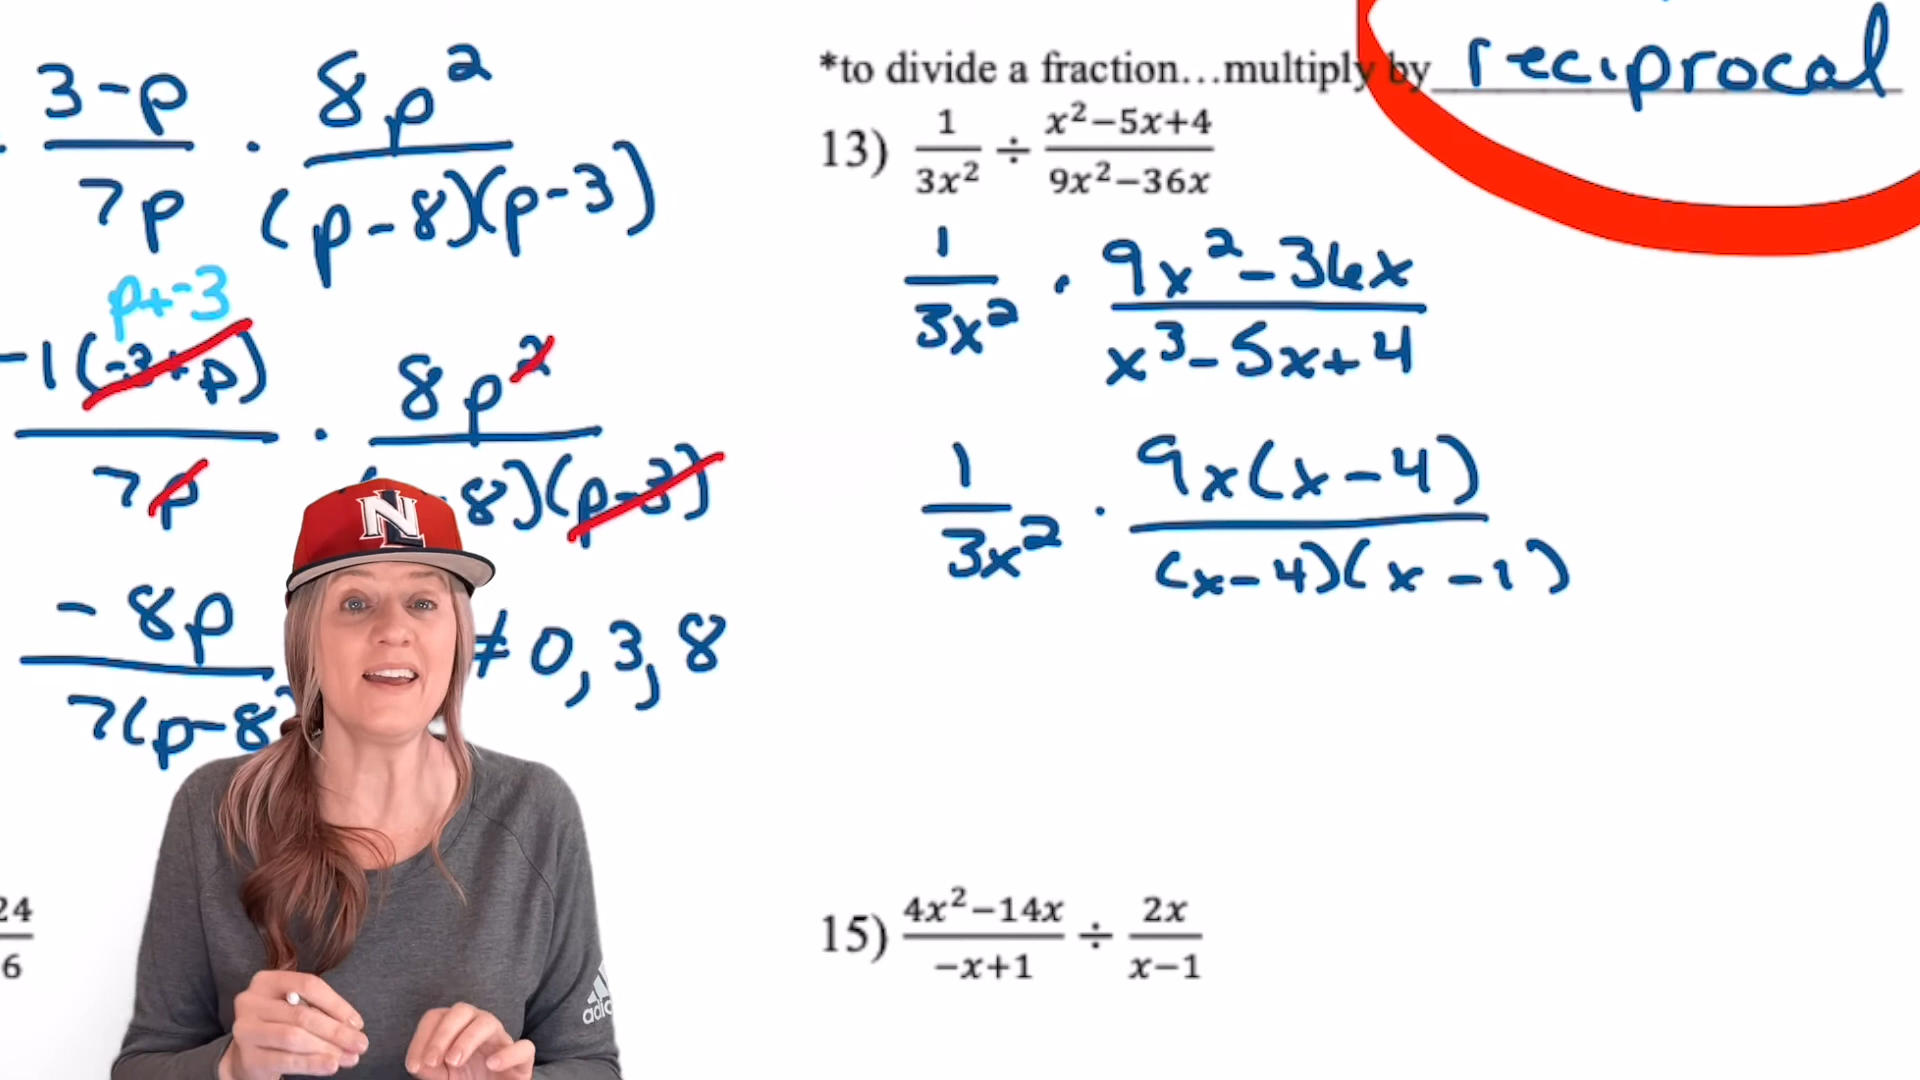 3-p/7p · 8p²/(p-8)(p-3)
p+-3
-1(-3+p)/7p · 8p²/( -8)(p-3)
-8p/7(p-8) ≠ 0, 3, 8
24/6
NL
adid
*to divide a fraction...multiply by reciprocal
13) 1/3x² ÷ x²-5x+4/9x²-36x
1/3x² · 9x²-36x/x³-5x+4
1/3x² · 9x(x-4)/(x-4)(x-1)
15) 4x²-14x/-x+1 ÷ 2x/x-1